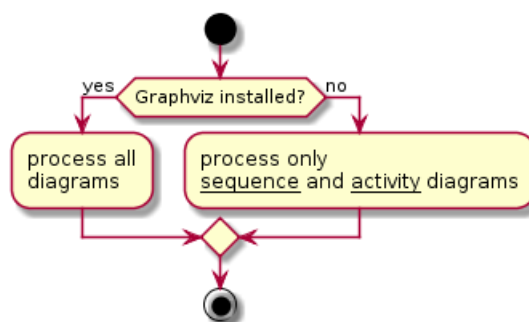 yes
Graphviz installed?
no
process all
diagrams
process only
sequence and activity diagrams